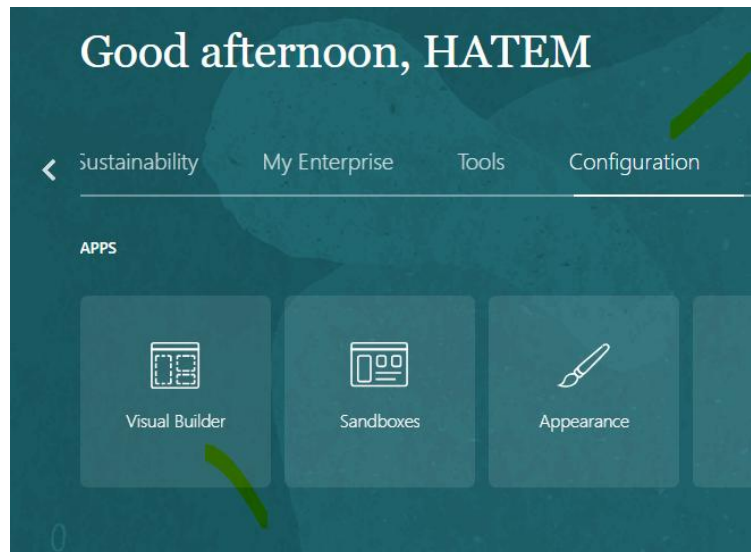 Good afternoon, HATEM
Sustainability My Enterprise Tools Configuration
APPS
Visual Builder Sandboxes Appearance